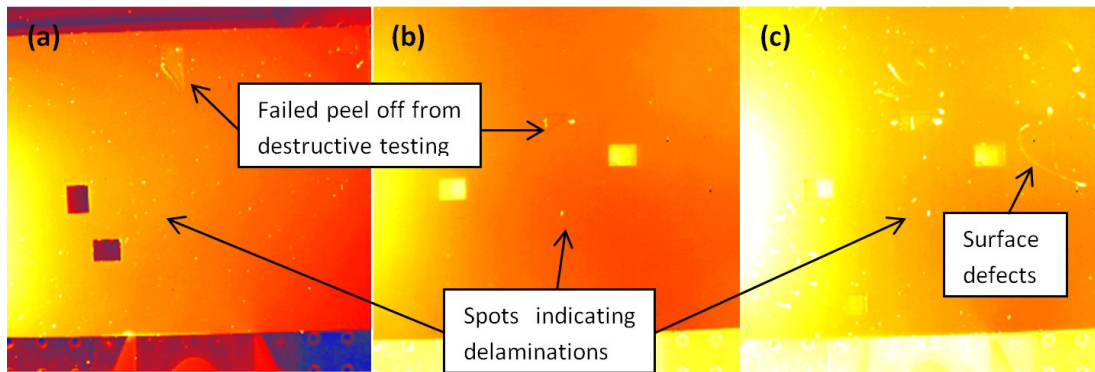 (a)
(b)
(c)
Failed peel off from
destructive testing
Surface
defects
Spots indicating
delaminations